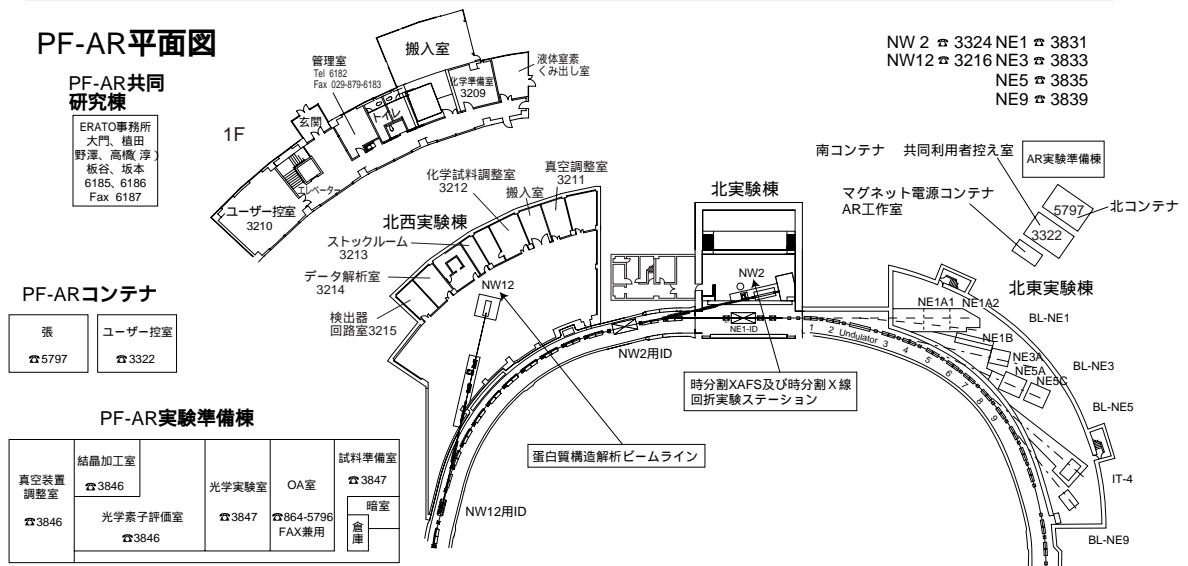 PF-AR平面図
PF-AR共同
研究棟
ERATO事務所
大門、植田
野澤、高橋(淳)
板谷、坂本
6185、6186
Fax 6187
1F
管理室
Tel 6182
Fax 029-879-6183
搬入室
液体窒素
くみ出し室
化学準備室
3209
トイレ
玄関
エレベーター
ユーザー控室
3210
NW 2 ☎ 3324 NE1 ☎ 3831
NW12 ☎ 3216 NE3 ☎ 3833
NE5 ☎ 3835
NE9 ☎ 3839
南コンテナ
共同利用者控え室
AR実験準備棟
マグネット電源コンテナ
AR工作室
5797
北コンテナ
3322
北西実験棟
化学試料調整室
3212
搬入室
真空調整室
3211
ストックルーム
3213
データ解析室
3214
検出器
回路室3215
NW12
北実験棟
NW2
NE1-ID
NW2用ID
1 2 Undulator 3 4 5 6 7 8 9
北東実験棟
NE1A1
NE1A2
BL-NE1
NE1B
NE3A
BL-NE3
NE5A
NE5C
BL-NE5
IT-4
BL-NE9
時分割XAFS及び時分割X線
回折実験ステーション
蛋白質構造解析ビームライン
NW12用ID
PF-ARコンテナ
張
☎5797
ユーザー控室
☎3322
PF-AR実験準備棟
真空装置
調整室
☎3846
結晶加工室
☎3846
光学素子評価室
☎3846
光学実験室
☎3847
OA室
☎864-5796
FAX兼用
試料準備室
☎3847
暗室
倉庫